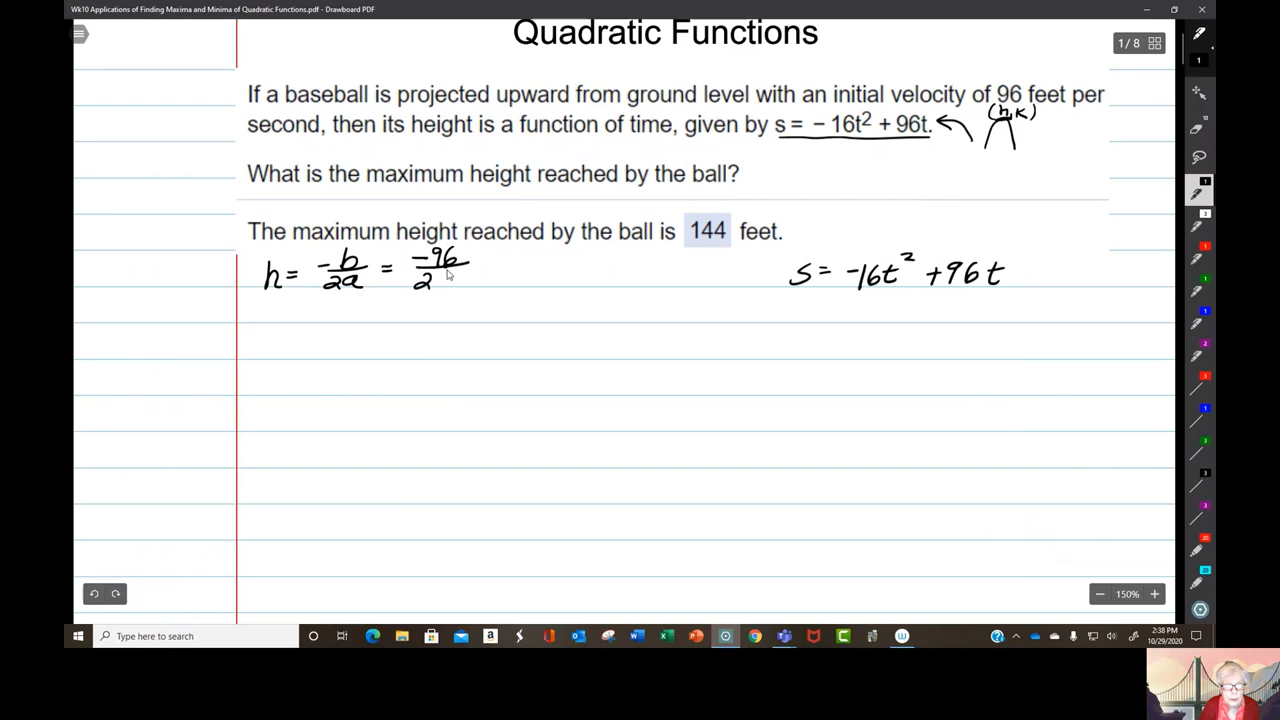 Wk10 Applications of Finding Maxima and Minima of Quadratic Functions.pdf - Drawboard PDF
Quadratic Functions
1/8
1
If a baseball is projected upward from ground level with an initial velocity of 96 feet per
(h,k)
second, then its height is a function of time, given by s = − 16t² + 96t.
What is the maximum height reached by the ball?
The maximum height reached by the ball is 144 feet.
h = -b/2a = -96/2
s = -16t² + 96t
150%
Type here to search
2:38 PM
10/29/2020